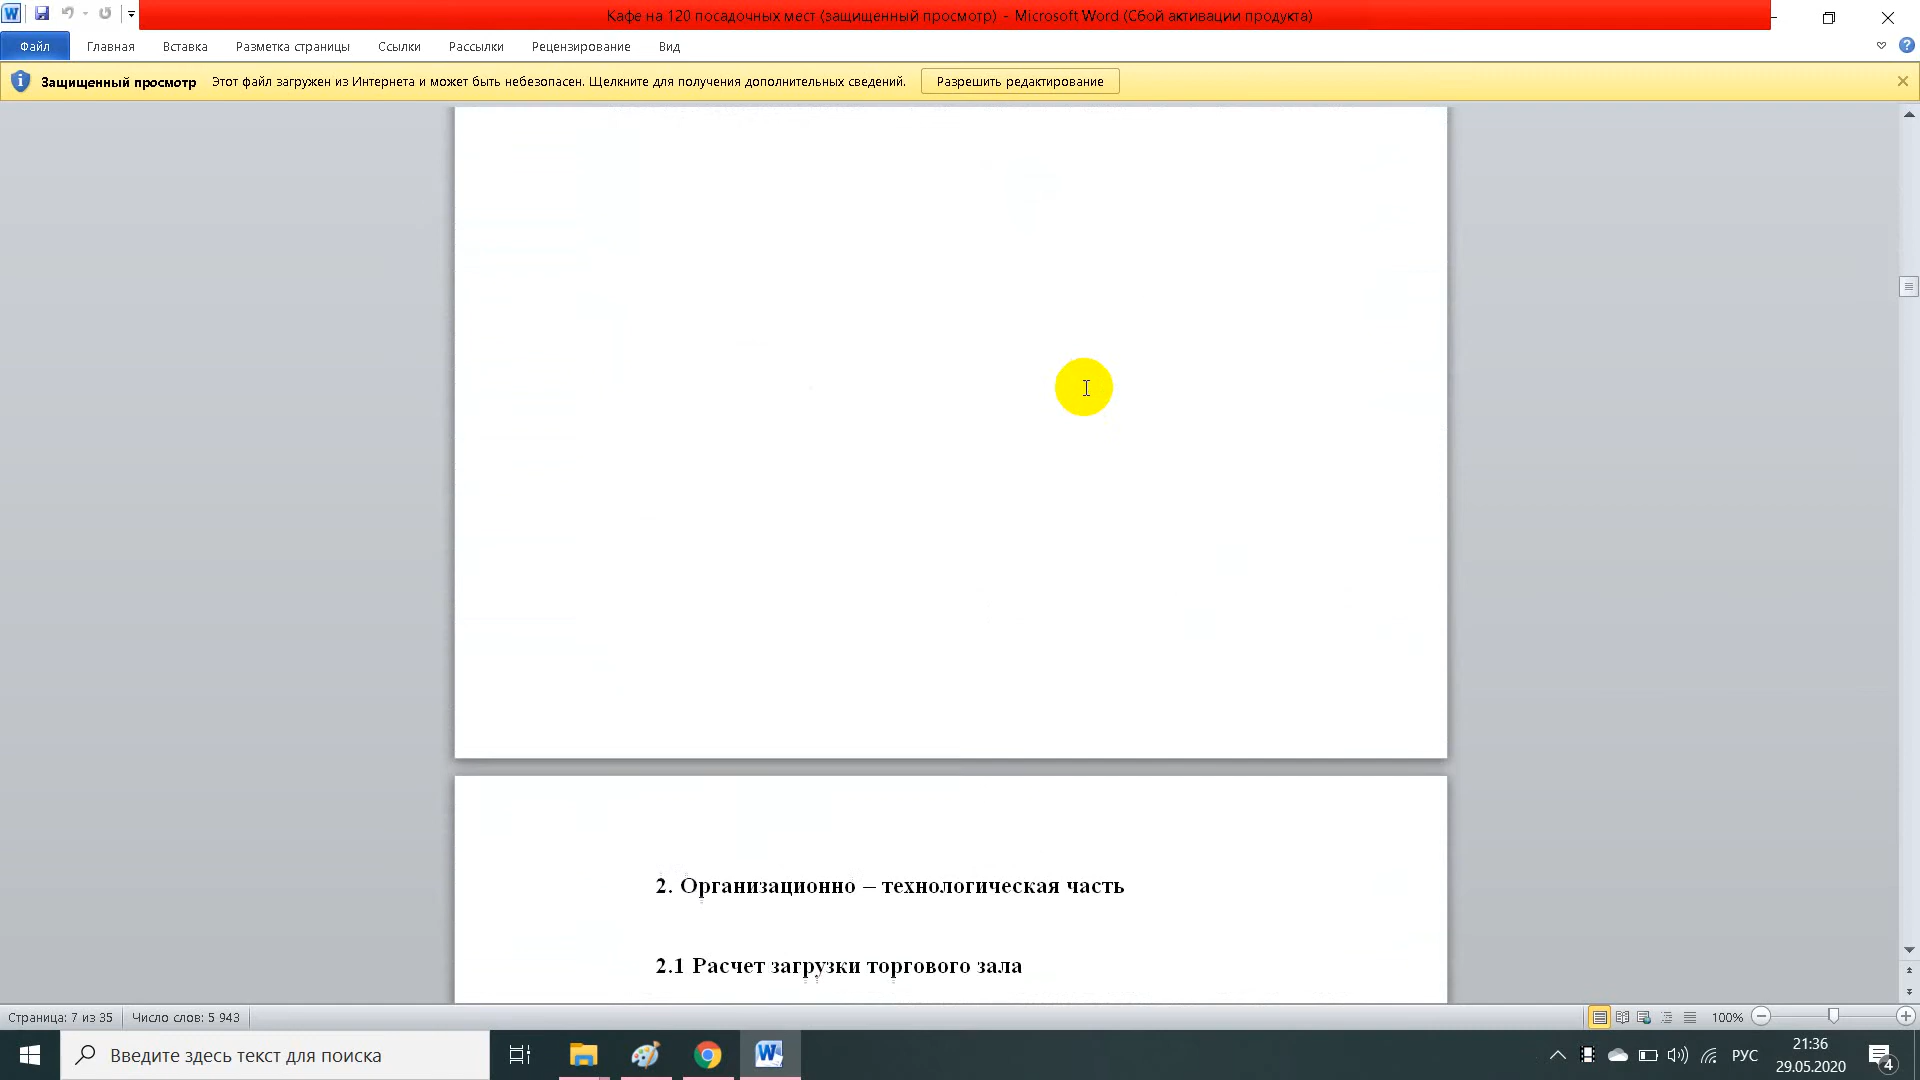 Кафе на 120 посадочных мест (защищенный просмотр) - Microsoft Word (Сбой активации продукта)
Файл Главная Вставка Разметка страницы Ссылки Рассылки Рецензирование Вид
Защищенный просмотр Этот файл загружен из Интернета и может быть небезопасен. Щелкните для получения дополнительных сведений. Разрешить редактирование
2. Организационно – технологическая часть
2.1 Расчет загрузки торгового зала
Страница: 7 из 35 Число слов: 5 943 100%
Введите здесь текст для поиска РУС 21:36
29.05.2020 4